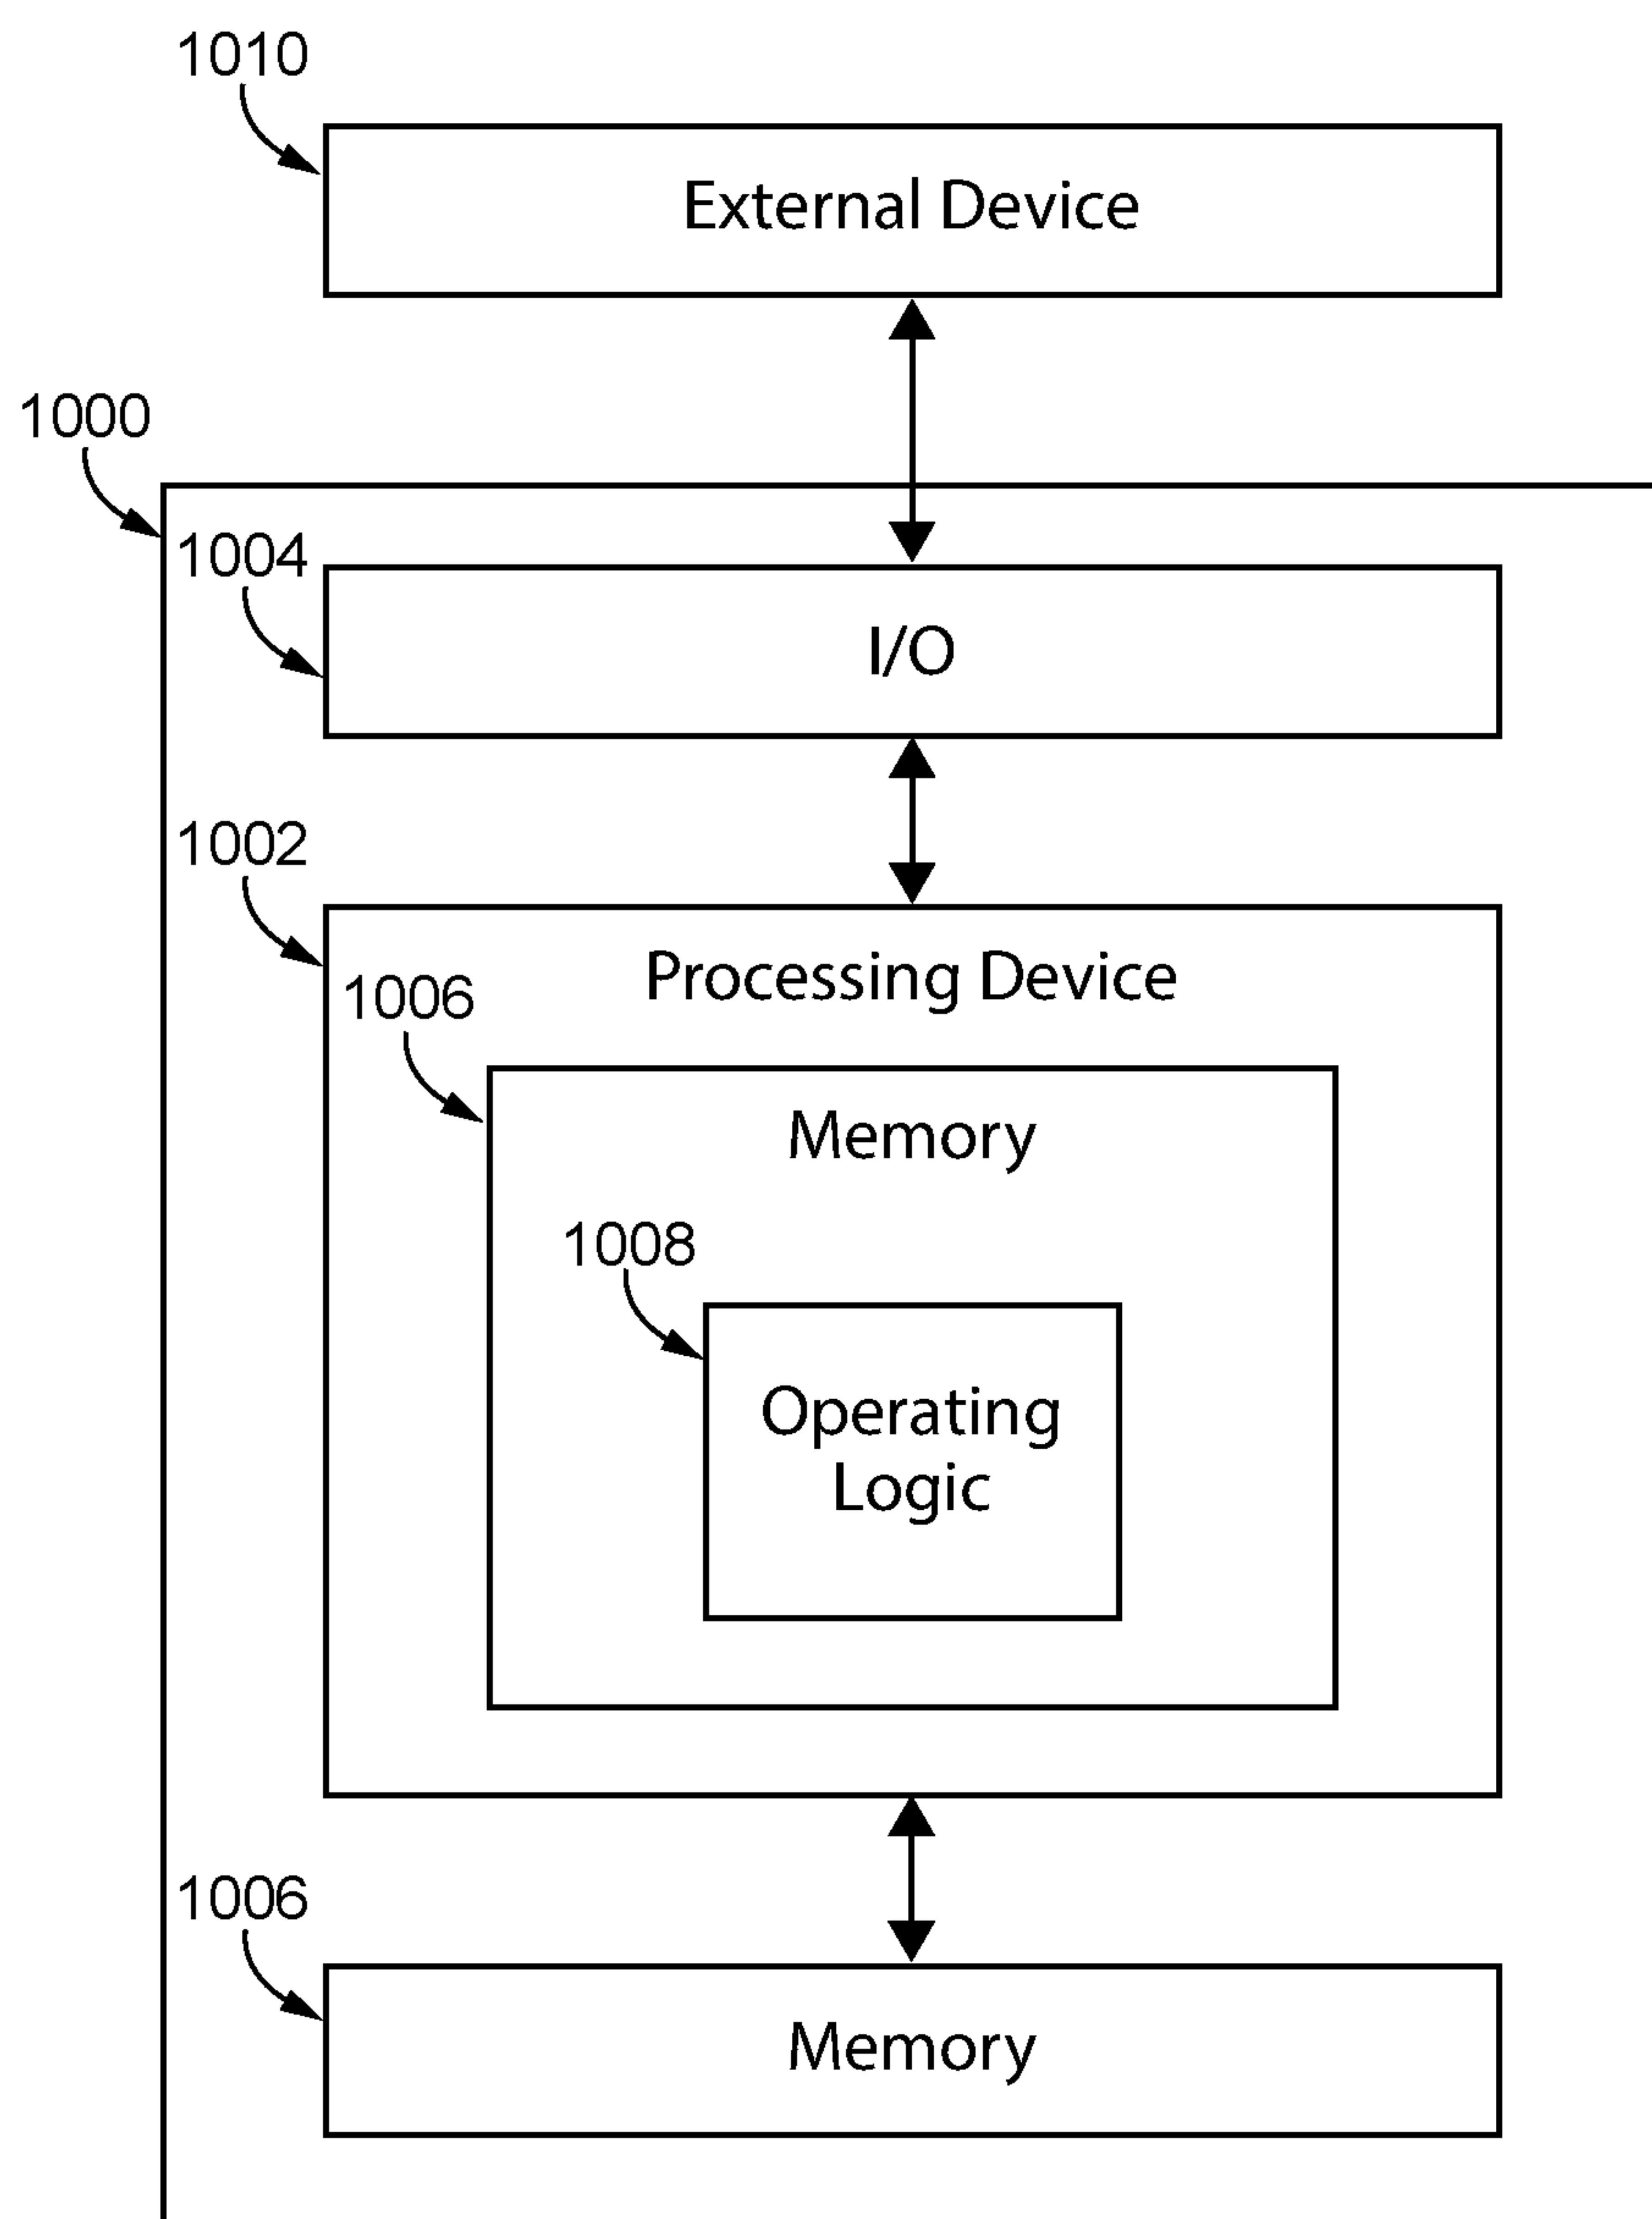 1010
External Device
1000
1004
I/O
1002
Processing Device
1006
Memory
1008
Operating
Logic
1006
Memory